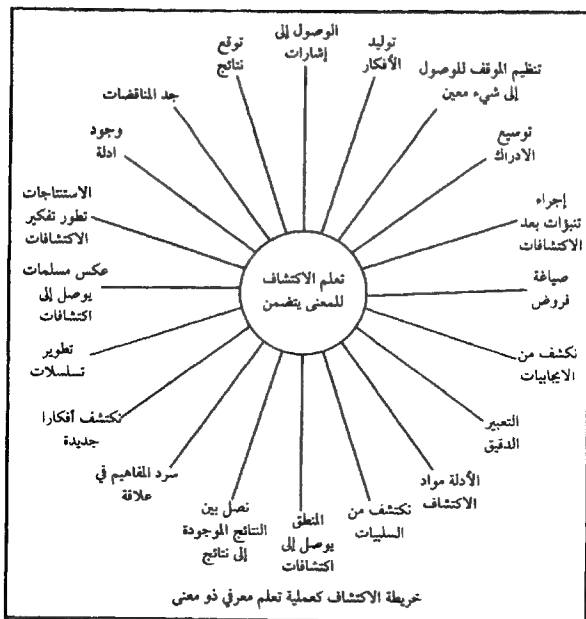 الوصول إلى
إشارات
توليد
الأفكار
تنظيم الموقف للوصول
إلى شيء معين
توسيع
الادراك
إجراء
تنبؤات بعد
الاكتشافات
صياغة
فروض
نكشف من
الايجابيات
التعبير
الدقيق
الأدلة مواد
الاكتشاف
نكتشف من
السلبيات
المنطق
يوصل إلى
اكتشافات
نصل بين
النتائج الموجودة
إلى نتائج
سرد المفاهيم في
علاقة
نكتشف أفكارا
جديدة
تطوير
تسلسلات
عكس مسلمات
يوصل إلى
اكتشافات
الاستنتاجات
تطور تفكير
الاكتشافات
وجود
ادلة
جد المناقضات
توقع
نتائج
تعلم الاكتشاف
للمعنى يتضمن
خريطة الاكتشاف كعملية تعلم معرفي ذو معنى